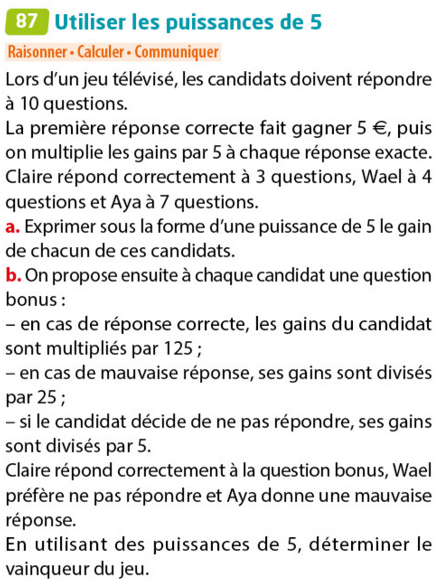 87 Utiliser les puissances de 5
Raisonner • Calculer • Communiquer
Lors d'un jeu télévisé, les candidats doivent répondre
à 10 questions.
La première réponse correcte fait gagner 5 €, puis
on multiplie les gains par 5 à chaque réponse exacte.
Claire répond correctement à 3 questions, Wael à 4
questions et Aya à 7 questions.
a. Exprimer sous la forme d'une puissance de 5 le gain
de chacun de ces candidats.
b. On propose ensuite à chaque candidat une question
bonus :
– en cas de réponse correcte, les gains du candidat
sont multipliés par 125 ;
– en cas de mauvaise réponse, ses gains sont divisés
par 25 ;
– si le candidat décide de ne pas répondre, ses gains
sont divisés par 5.
Claire répond correctement à la question bonus, Wael
préfère ne pas répondre et Aya donne une mauvaise
réponse.
En utilisant des puissances de 5, déterminer le
vainqueur du jeu.